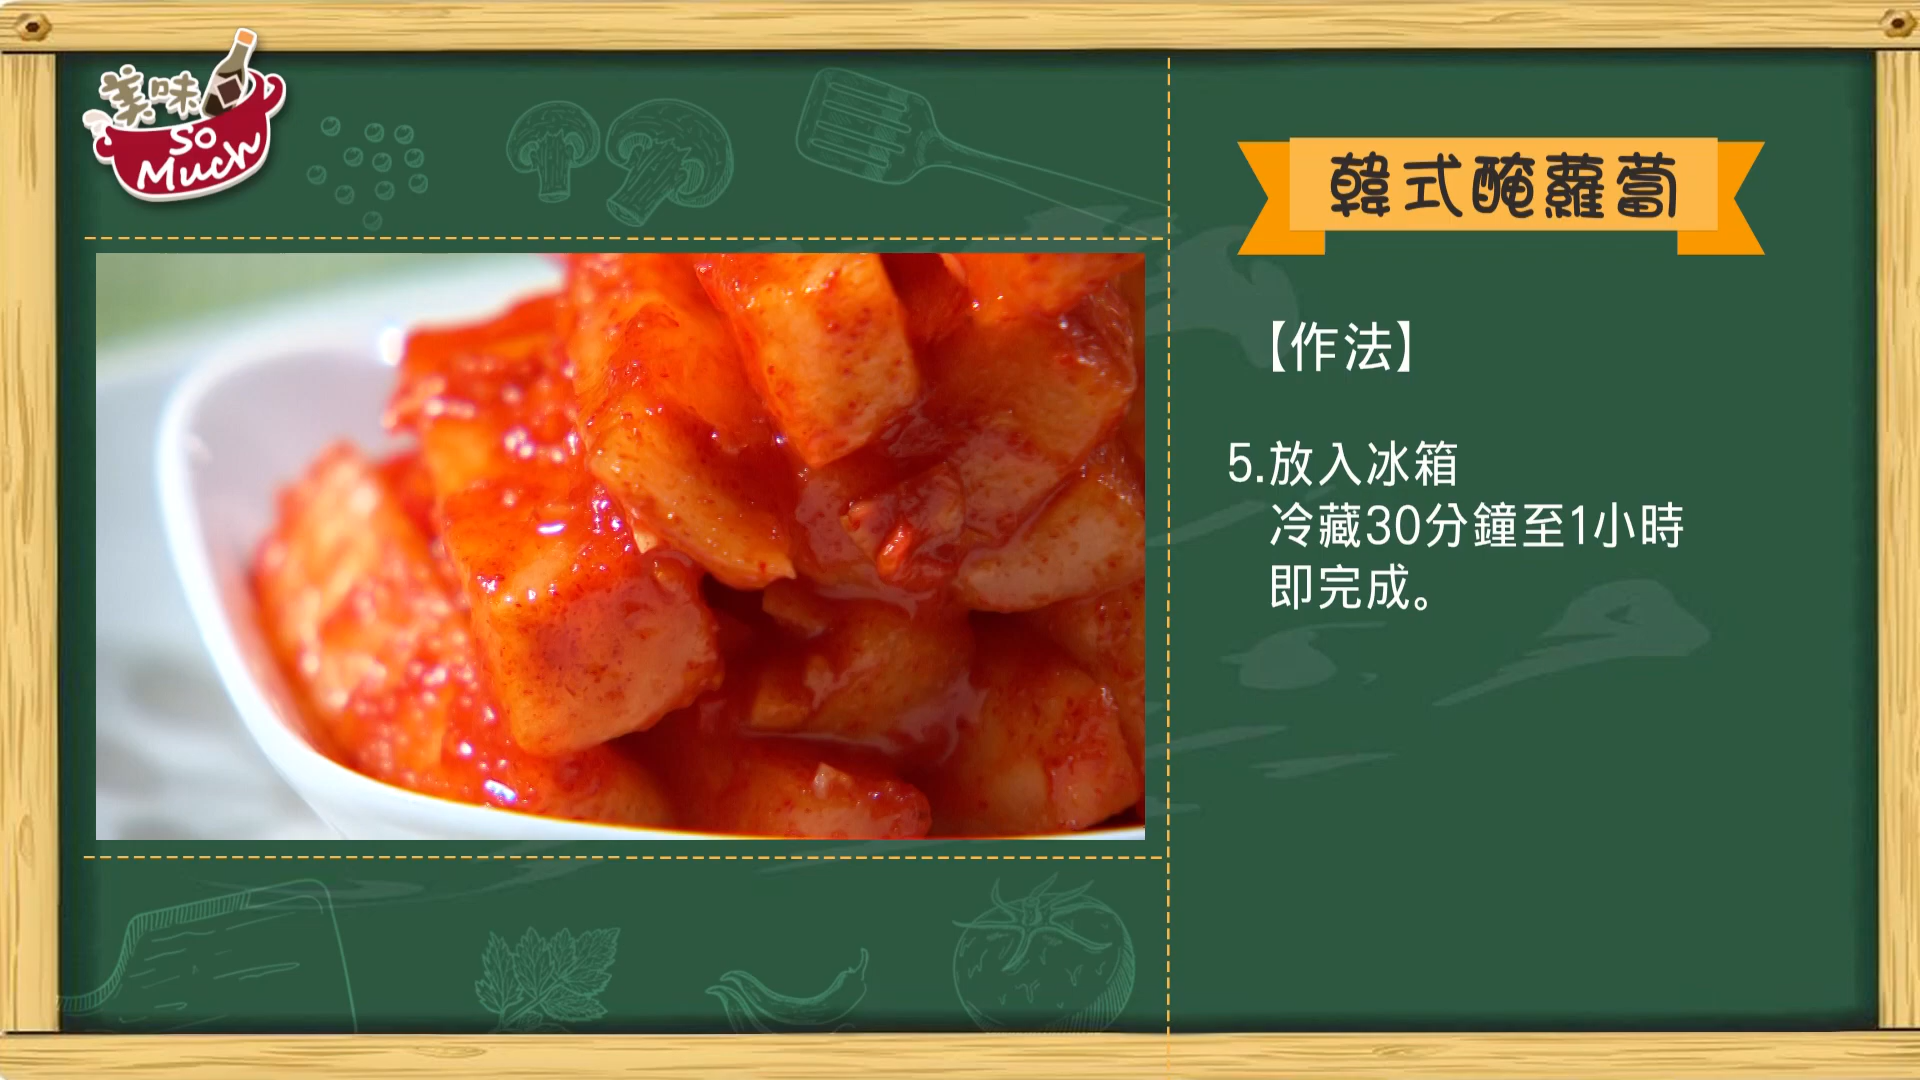 美味
So
Much
韓式醃蘿蔔
【作法】
5.放入冰箱
冷藏30分鐘至1小時
即完成。